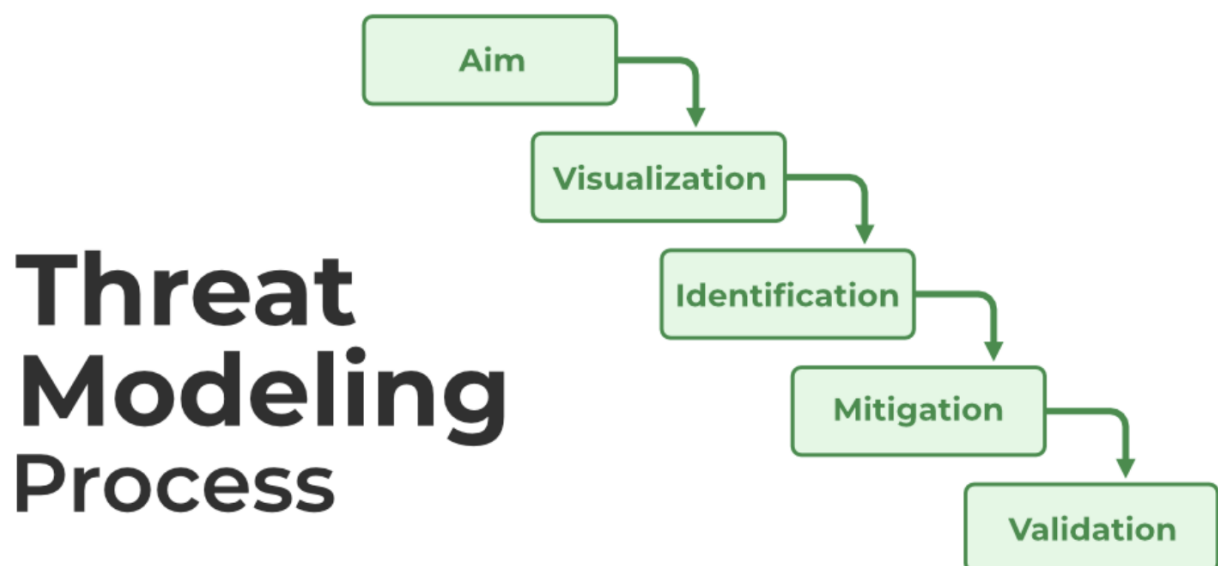 Aim
Visualization
Identification
Mitigation
Validation
Threat
Modeling
Process